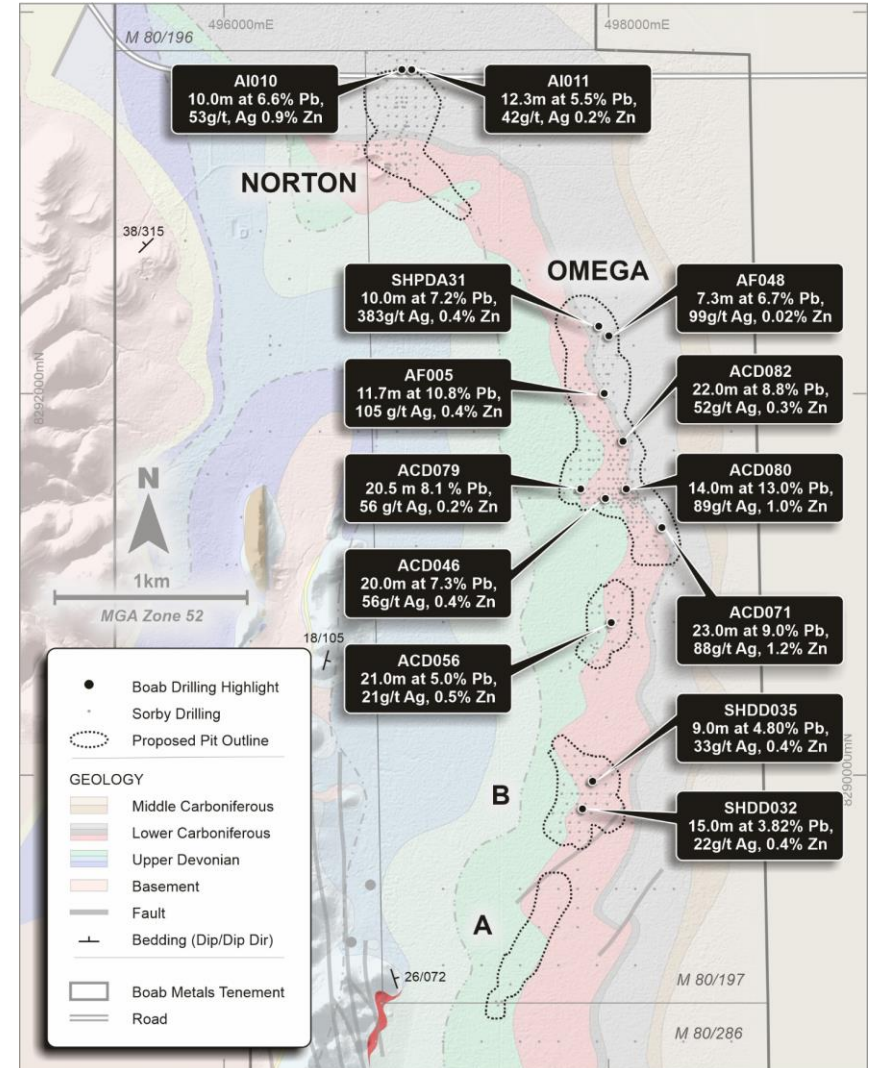 496000mE
498000mE
M 80/196
AI010
10.0m at 6.6% Pb,
53g/t, Ag 0.9% Zn
AI011
12.3m at 5.5% Pb,
42g/t, Ag 0.2% Zn
NORTON
38/315
OMEGA
SHPDA31
10.0m at 7.2% Pb,
383g/t Ag, 0.4% Zn
AF048
7.3m at 6.7% Pb,
99g/t Ag, 0.02% Zn
8292000mN
AF005
11.7m at 10.8% Pb,
105 g/t Ag, 0.4% Zn
ACD082
22.0m at 8.8% Pb,
52g/t Ag, 0.3% Zn
N
1km
MGA Zone 52
ACD079
20.5 m 8.1 % Pb,
56 g/t Ag, 0.2% Zn
ACD080
14.0m at 13.0% Pb,
89g/t Ag, 1.0% Zn
ACD046
20.0m at 7.3% Pb,
56g/t Ag, 0.4% Zn
ACD071
23.0m at 9.0% Pb,
88g/t Ag, 1.2% Zn
18/105
ACD056
21.0m at 5.0% Pb,
21g/t Ag, 0.5% Zn
SHDD035
9.0m at 4.80% Pb,
33g/t Ag, 0.4% Zn
B
8290000mN
SHDD032
15.0m at 3.82% Pb,
22g/t Ag, 0.4% Zn
A
26/072
M 80/197
M 80/286
Boab Drilling Highlight
Sorby Drilling
Proposed Pit Outline
GEOLOGY
Middle Carboniferous
Lower Carboniferous
Upper Devonian
Basement
Fault
Bedding (Dip/Dip Dir)
Boab Metals Tenement
Road